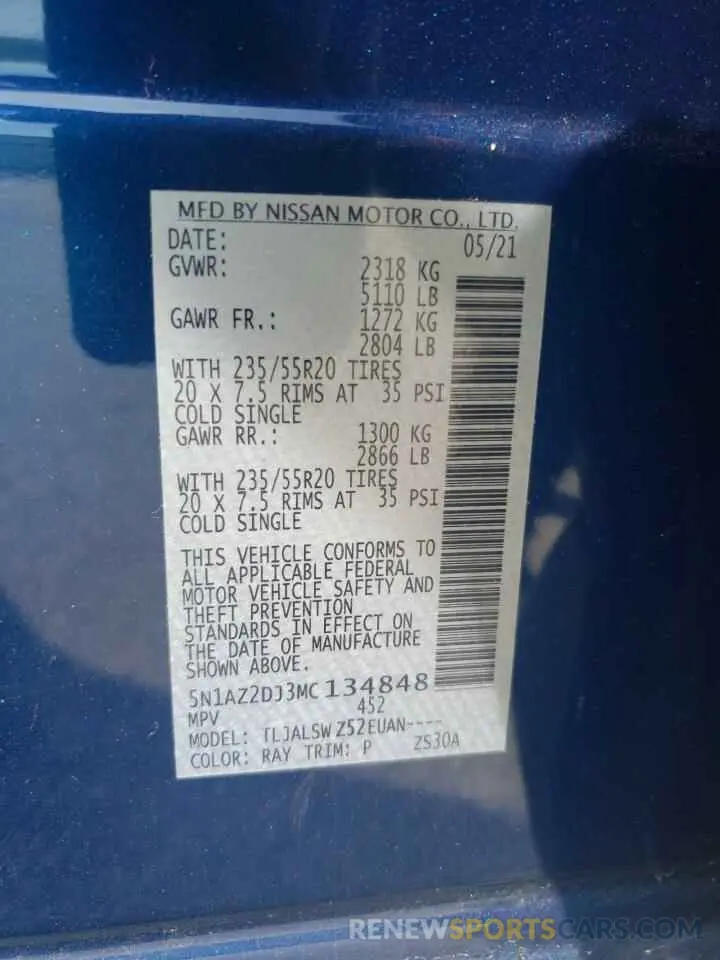 MFD BY NISSAN MOTOR CO., LTD.
DATE: 05/21
GVWR: 2318 KG
5110 LB
GAWR FR.: 1272 KG
2804 LB
WITH 235/55R20 TIRES
20 X 7.5 RIMS AT 35 PSI
COLD SINGLE
GAWR RR.: 1300 KG
2866 LB
WITH 235/55R20 TIRES
20 X 7.5 RIMS AT 35 PSI
COLD SINGLE
THIS VEHICLE CONFORMS TO
ALL APPLICABLE FEDERAL
MOTOR VEHICLE SAFETY AND
THEFT PREVENTION
STANDARDS IN EFFECT ON
THE DATE OF MANUFACTURE
SHOWN ABOVE.
5N1AZ2DJ3MC134848
MPV 452
MODEL: TLJALSW Z52EUAN----
COLOR: RAY TRIM: P ZS30A
RENEWSPORTSCARS.COM